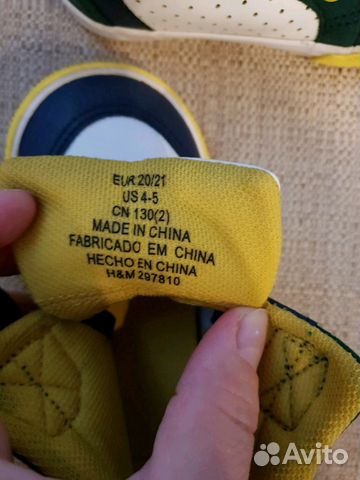 EUR 20/21
US 4-5
CN 130(2)
MADE IN CHINA
FABRICADO EM CHINA
HECHO EN CHINA
H&M 297810
Avito